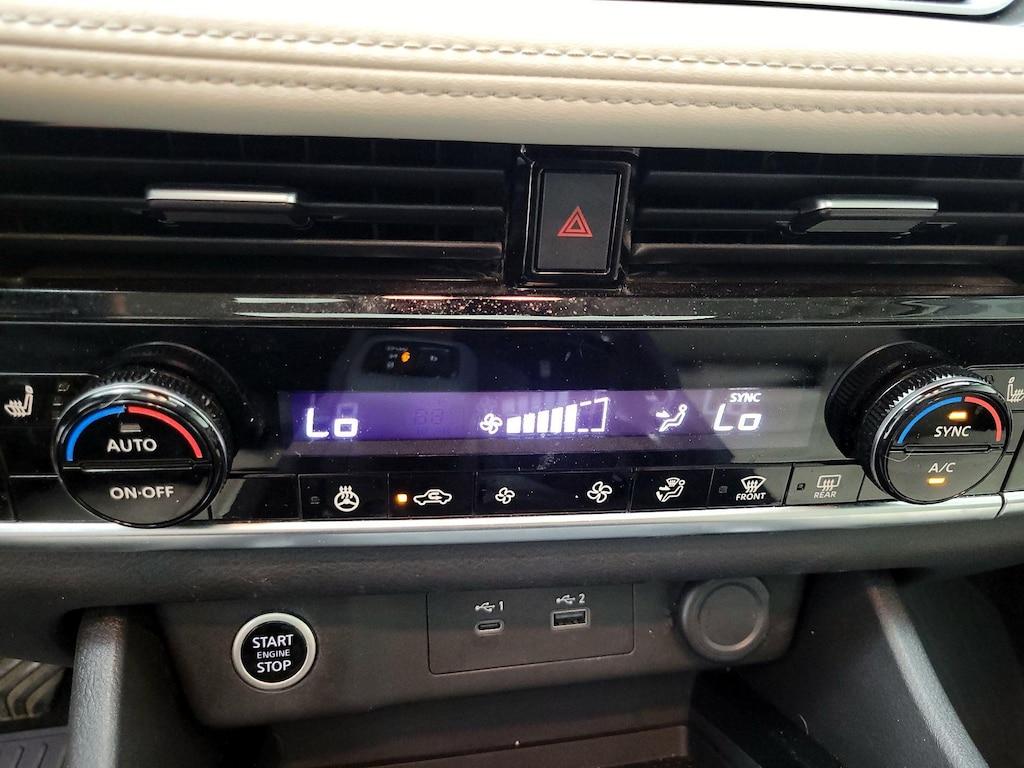 SYNC
Lo
Lo
AUTO
ON·OFF
SYNC
A/C
FRONT
REAR
1
2
START
ENGINE
STOP